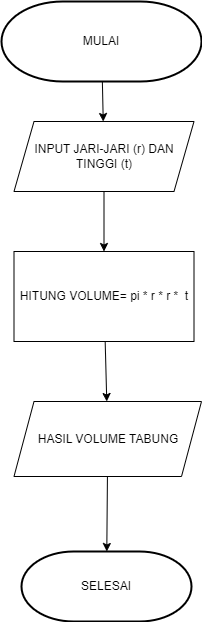 MULAI
INPUT JARI-JARI (r) DAN
TINGGI (t)
HITUNG VOLUME= pi * r * r * t
HASIL VOLUME TABUNG
SELESAI